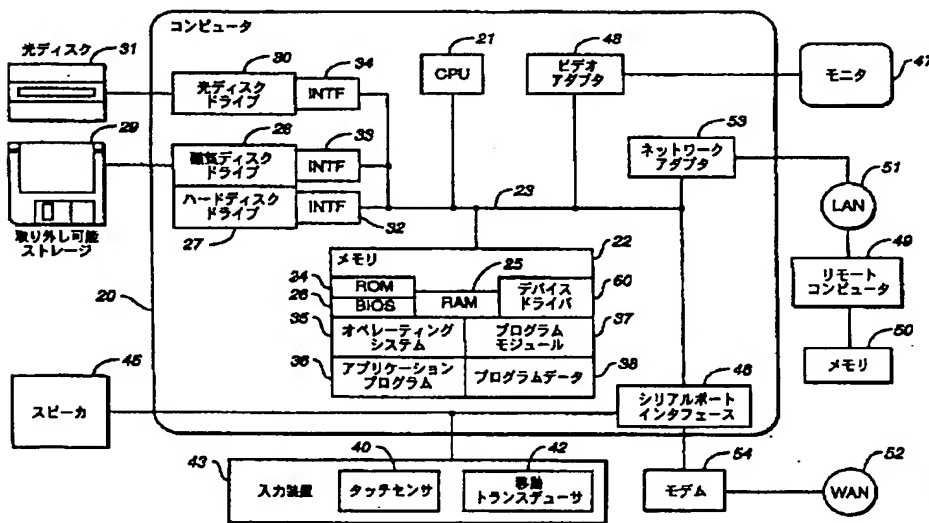 コンピュータ
光ディスク
31
30
34
光ディスク
ドライブ
INTF
21
CPU
48
ビデオ
アダプタ
モニタ
47
29
28
33
磁気ディスク
ドライブ
INTF
ハードディスク
ドライブ
INTF
27
32
取り外し可能
ストレージ
23
53
ネットワーク
アダプタ
51
LAN
49
リモート
コンピュータ
50
メモリ
22
メモリ
24
ROM
25
26
BIOS
RAM
デバイス
ドライバ
60
35
オペレーティング
システム
プログラム
モジュール
37
36
アプリケーション
プログラム
プログラムデータ
38
20
45
スピーカ
46
シリアルポート
インタフェース
43
入力装置
40
タッチセンサ
42
移動
トランスデューサ
54
モデム
52
WAN